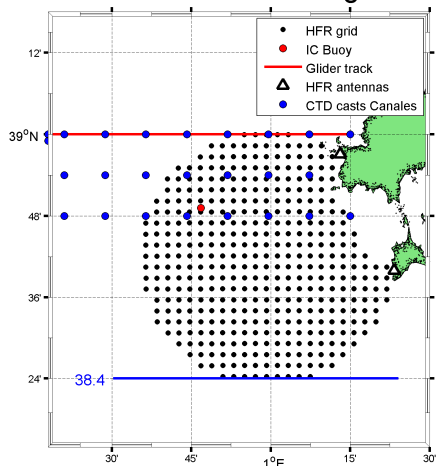 HFR grid
IC Buoy
Glider track
HFR antennas
CTD casts Canales
12'
39°N
48'
36'
24'
38.4
30'
45'
1°E
15'
30'